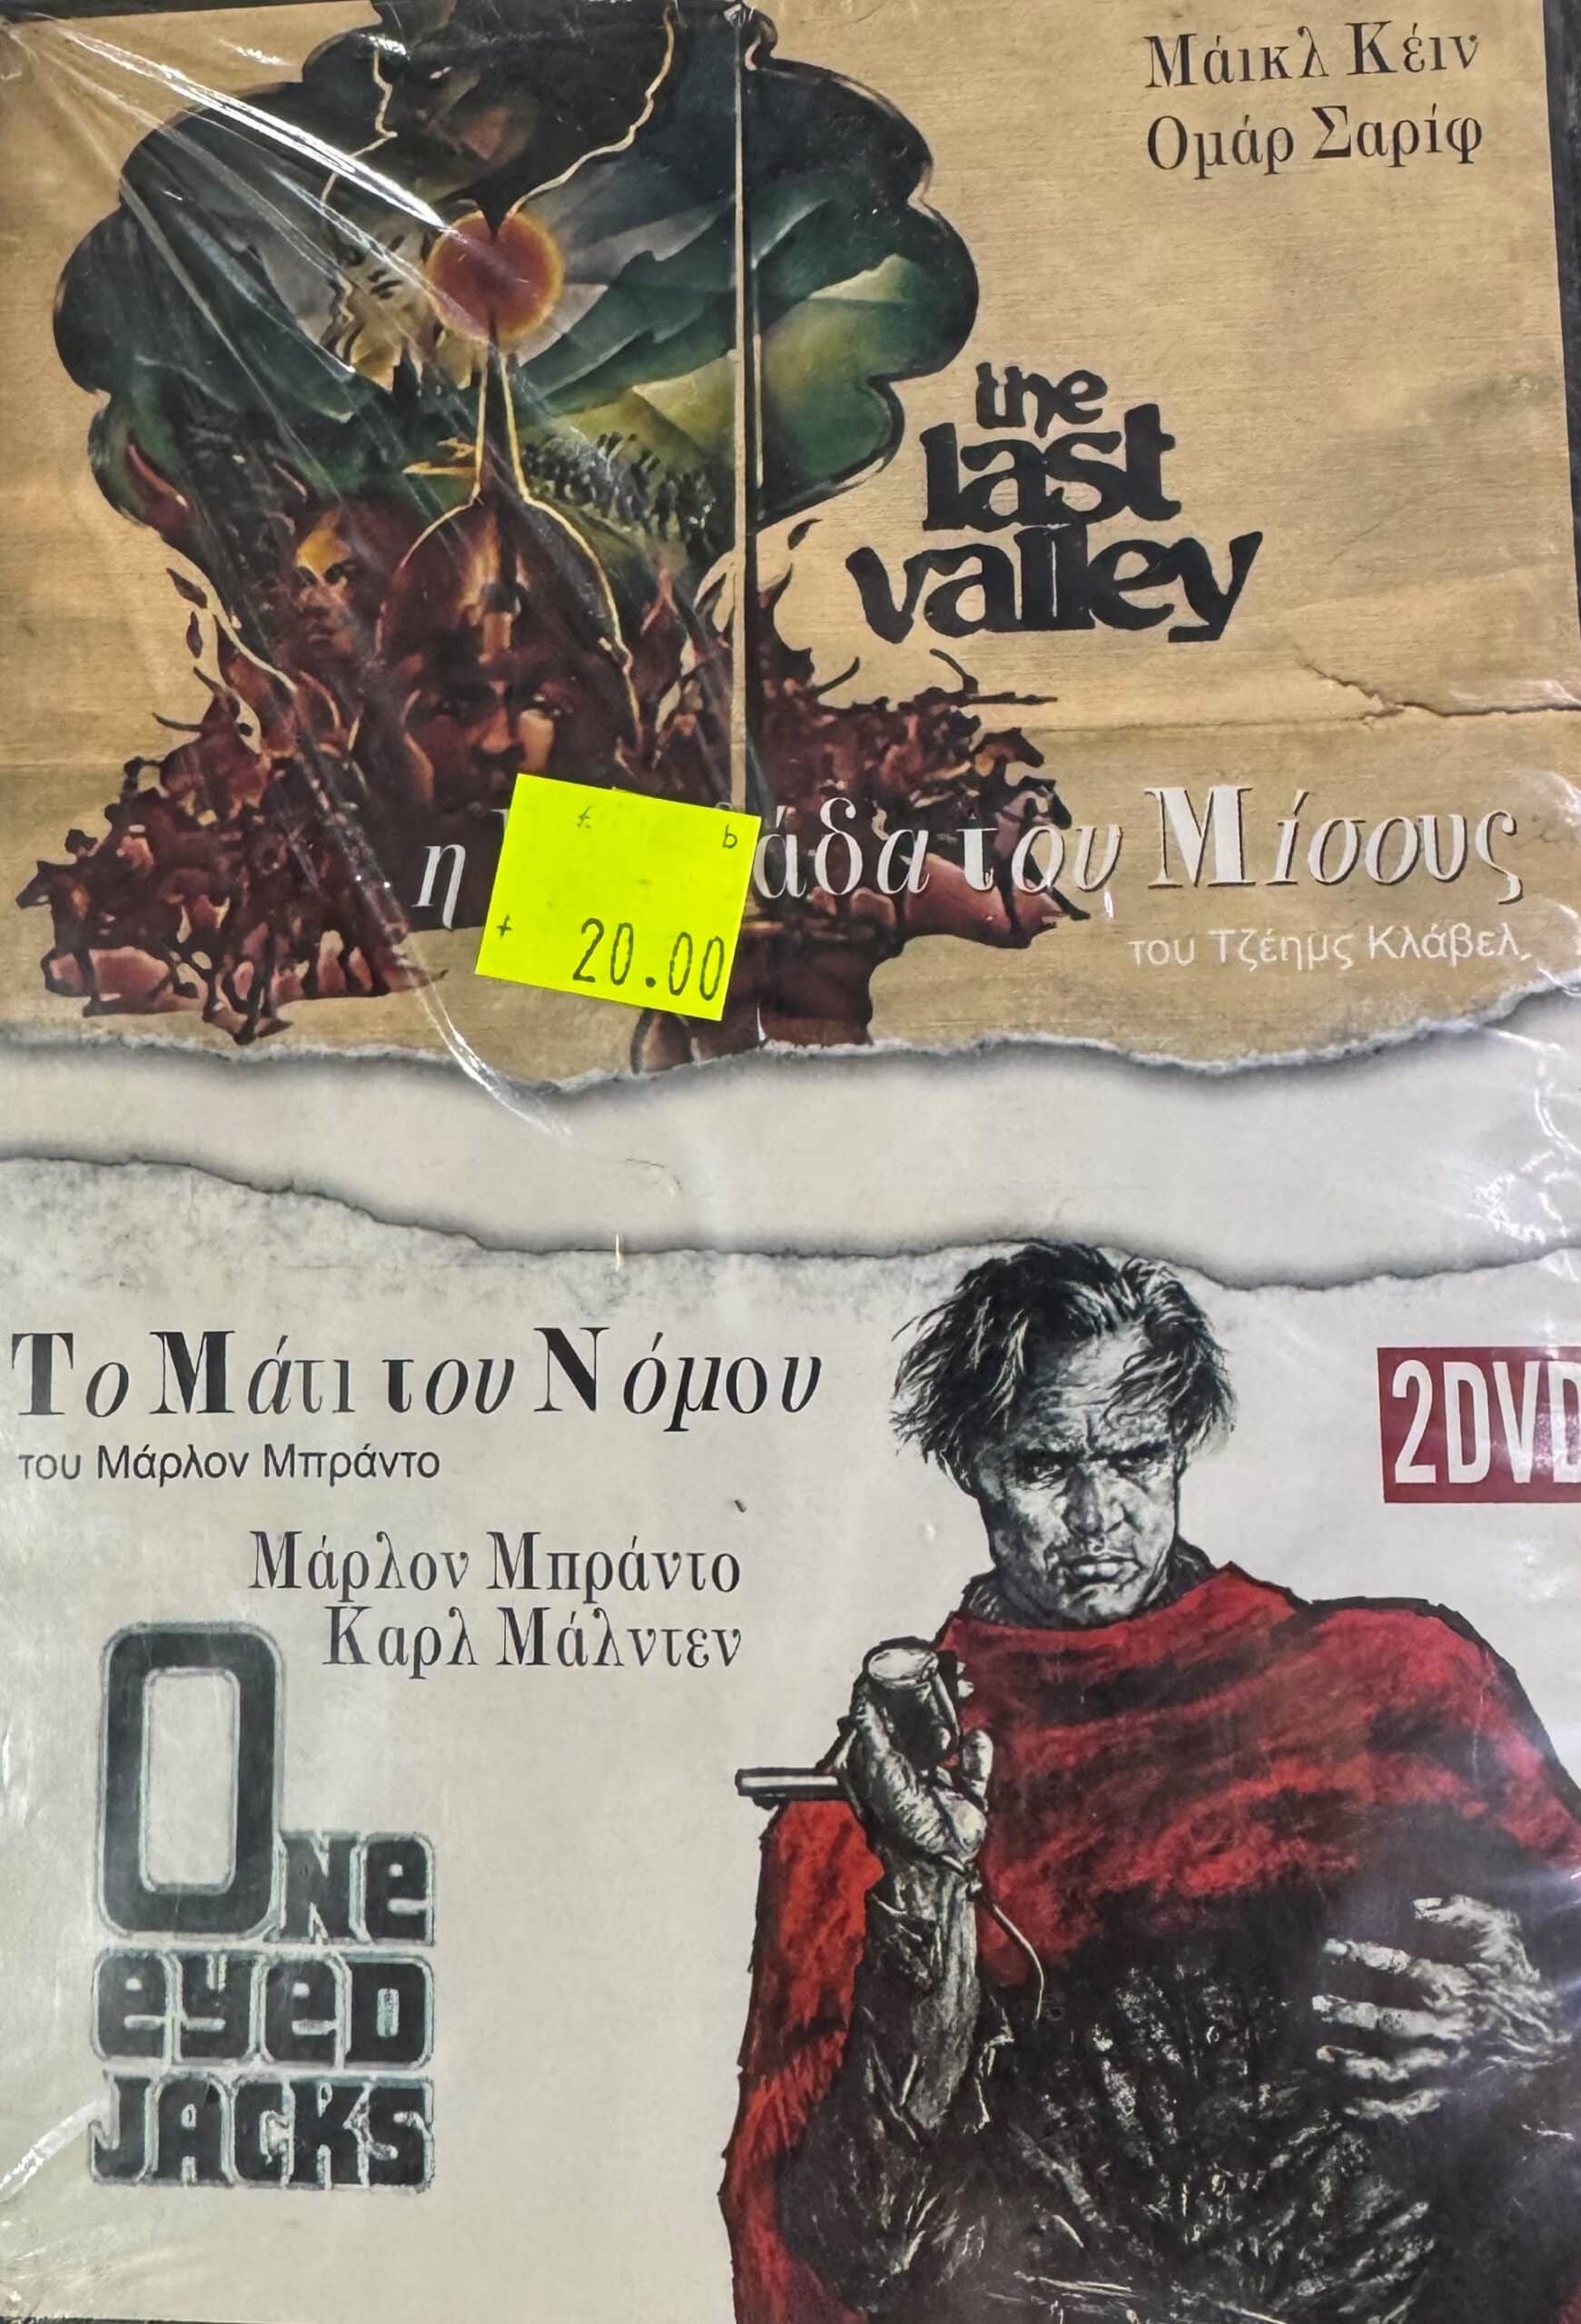 Μάικλ Κέιν
Ομάρ Σαρίφ
the
last
valley
η άδα του Μίσους
του Τζέημς Κλάβελ
20.00
Το Μάτι του Νόμου
του Μάρλον Μπράντο
2DVD
Μάρλον Μπράντο
Καρλ Μάλντεν
One
eyed
Jacks